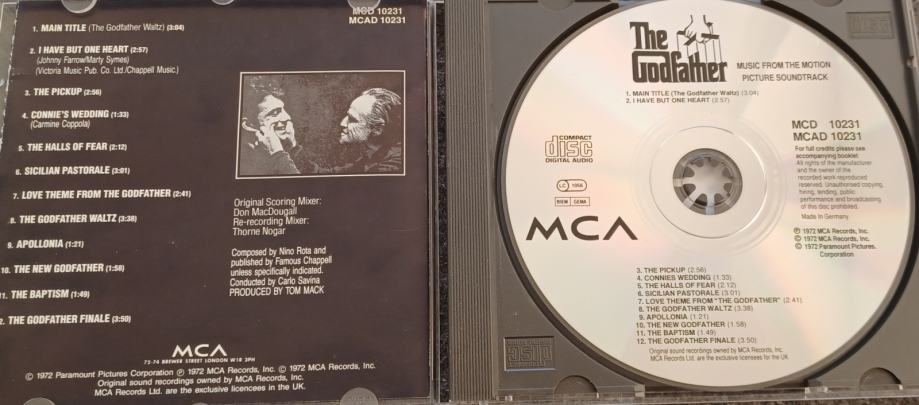 MCD 10231
MCAD 10231
1. MAIN TITLE (The Godfather Waltz) (3:04)
2. I HAVE BUT ONE HEART (2:57)
(Johnny Farrow/Marty Symes)
(Victoria Music Pub. Co. Ltd./Chappell Music.)
3. THE PICKUP (2:56)
4. CONNIE'S WEDDING (1:33)
(Carmine Coppola)
5. THE HALLS OF FEAR (2:12)
6. SICILIAN PASTORALE (3:01)
7. LOVE THEME FROM THE GODFATHER (2:41)
8. THE GODFATHER WALTZ (3:38)
9. APOLLONIA (1:21)
10. THE NEW GODFATHER (1:58)
1. THE BAPTISM (1:49)
2. THE GODFATHER FINALE (3:50)
Original Scoring Mixer:
Don MacDougall
Re-recording Mixer:
Thorne Nogar
Composed by Nino Rota and
published by Famous Chappell
unless specifically indicated.
Conducted by Carlo Savina
PRODUCED BY TOM MACK
MCA
72-74 BREWER STREET LONDON W1R 3PH
© 1972 Paramount Pictures Corporation ℗ 1972 MCA Records, Inc. © 1972 MCA Records, Inc.
Original sound recordings owned by MCA Records, Inc.
MCA Records Ltd. are the exclusive licencees in the UK.
The
Godfather
MUSIC FROM THE MOTION
PICTURE SOUNDTRACK
1. MAIN TITLE (The Godfather Waltz) (3.04)
2. I HAVE BUT ONE HEART (2.57)
COMPACT
disc
DIGITAL AUDIO
LC 1056
BIEM GEMA
MCA
MCD 10231
MCAD 10231
For full credits please see
accompanying booklet
All rights of the manufacturer
and the owner of the
recorded work reproduced
reserved. Unauthorised copying,
hiring, lending, public
performance and broadcasting
of this disc prohibited.
Made in Germany
℗ 1972 MCA Records, Inc.
© 1972 MCA Records, Inc.
© 1972 Paramount Pictures.
Corporation
3. THE PICKUP (2.56)
4. CONNIES WEDDING (1.33)
5. THE HALLS OF FEAR (2.12)
6. SICILIAN PASTORALE (3.01)
7. LOVE THEME FROM "THE GODFATHER" (2 41)
8. THE GODFATHER WALTZ (3.38)
9. APOLLONIA (1.21)
10. THE NEW GODFATHER (1.58)
11. THE BAPTISM (1.49)
12. THE GODFATHER FINALE (3.50)
Original sound recordings owned by MCA Records, Inc.
MCA Records Ltd. are the exclusive licencees for the UK
disc